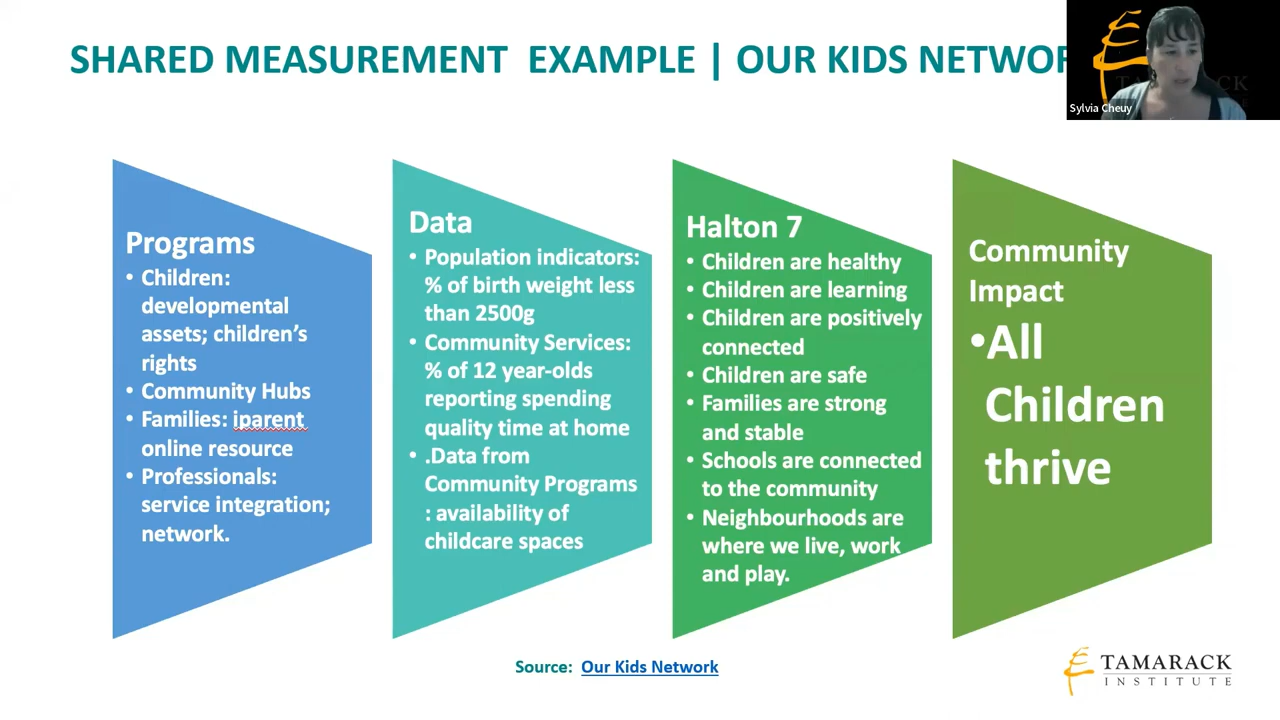 SHARED MEASUREMENT EXAMPLE | OUR KIDS NETWOR
TAMARACK
Sylvia Cheuy
Programs
• Children:
developmental
assets; children's
rights
• Community Hubs
• Families: iparent
online resource
• Professionals:
service integration;
network.
Data
• Population indicators:
% of birth weight less
than 2500g
• Community Services:
% of 12 year-olds
reporting spending
quality time at home
• .Data from
Community Programs
: availability of
childcare spaces
Halton 7
• Children are healthy
• Children are learning
• Children are positively
connected
• Children are safe
• Families are strong
and stable
• Schools are connected
to the community
• Neighbourhoods are
where we live, work
and play.
Community
Impact
•All
Children
thrive
Source: Our Kids Network
TAMARACK
INSTITUTE